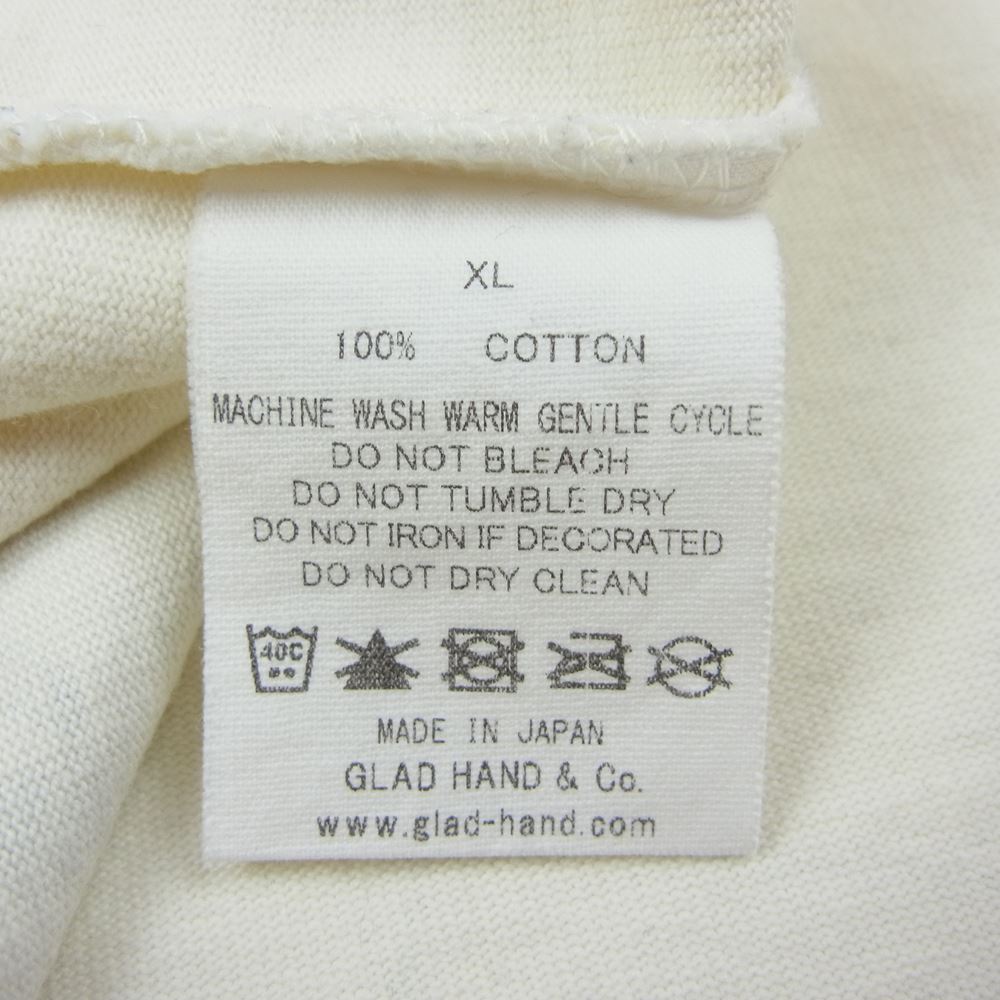 XL
100% COTTON
MACHINE WASH WARM GENTLE CYCLE
DO NOT BLEACH
DO NOT TUMBLE DRY
DO NOT IRON IF DECORATED
DO NOT DRY CLEAN
40C
MADE IN JAPAN
GLAD HAND & Co.
www.glad-hand.com